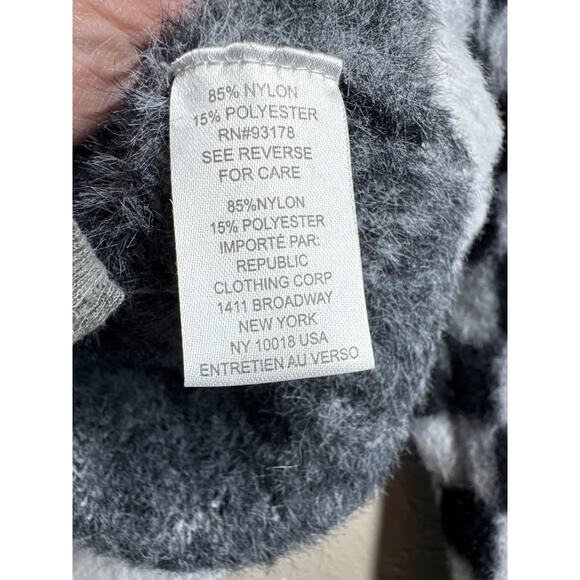 85% NYLON
15% POLYESTER
RN#93178
SEE REVERSE
FOR CARE
85%NYLON
15% POLYESTER
IMPORTÉ PAR:
REPUBLIC
CLOTHING CORP
1411 BROADWAY
NEW YORK
NY 10018 USA
ENTRETIEN AU VERSO